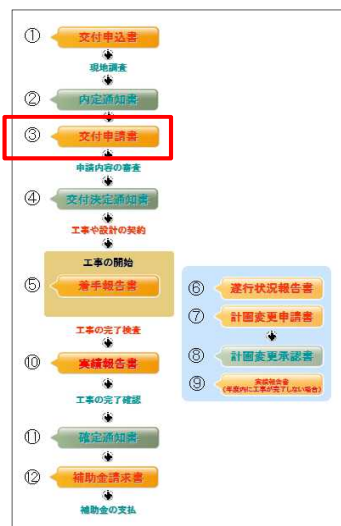 ① 交付申込書
現地調査
② 内定通知書
③ 交付申請書
申請内容の審査
④ 交付決定通知書
工事や設計の契約
工事の開始
⑤ 着手報告書
⑥ 遂行状況報告書
⑦ 計画変更申請書
⑧ 計画変更承認書
⑨ 実績報告書
(年度内に工事が完了しない場合)
工事の完了検査
⑩ 実績報告書
工事の完了確認
⑪ 確定通知書
⑫ 補助金請求書
補助金の支払